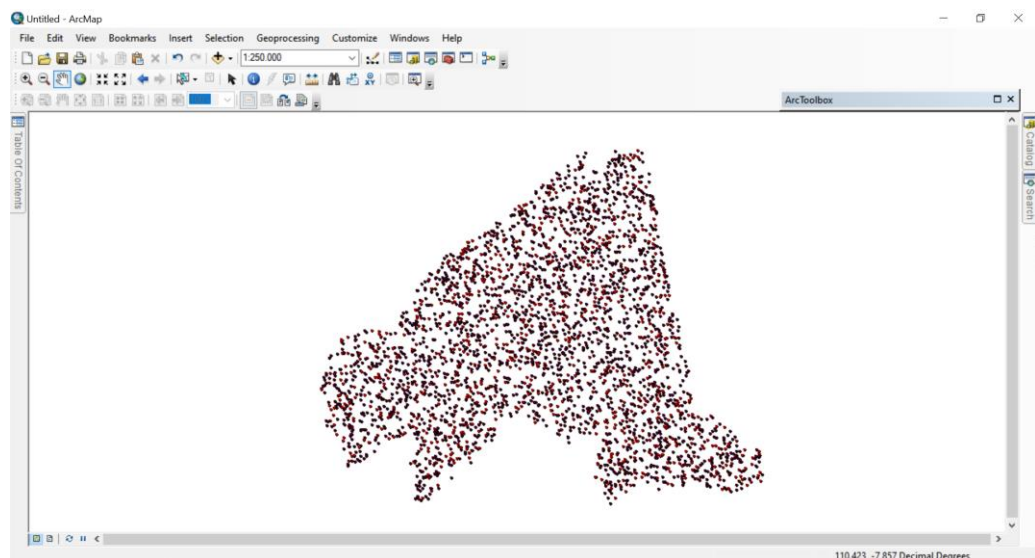 Untitled - ArcMap
File Edit View Bookmarks Insert Selection Geoprocessing Customize Windows Help
1:250.000
ArcToolbox
Table Of Contents
Catalog
Search
110,423 -7,857 Decimal Degrees